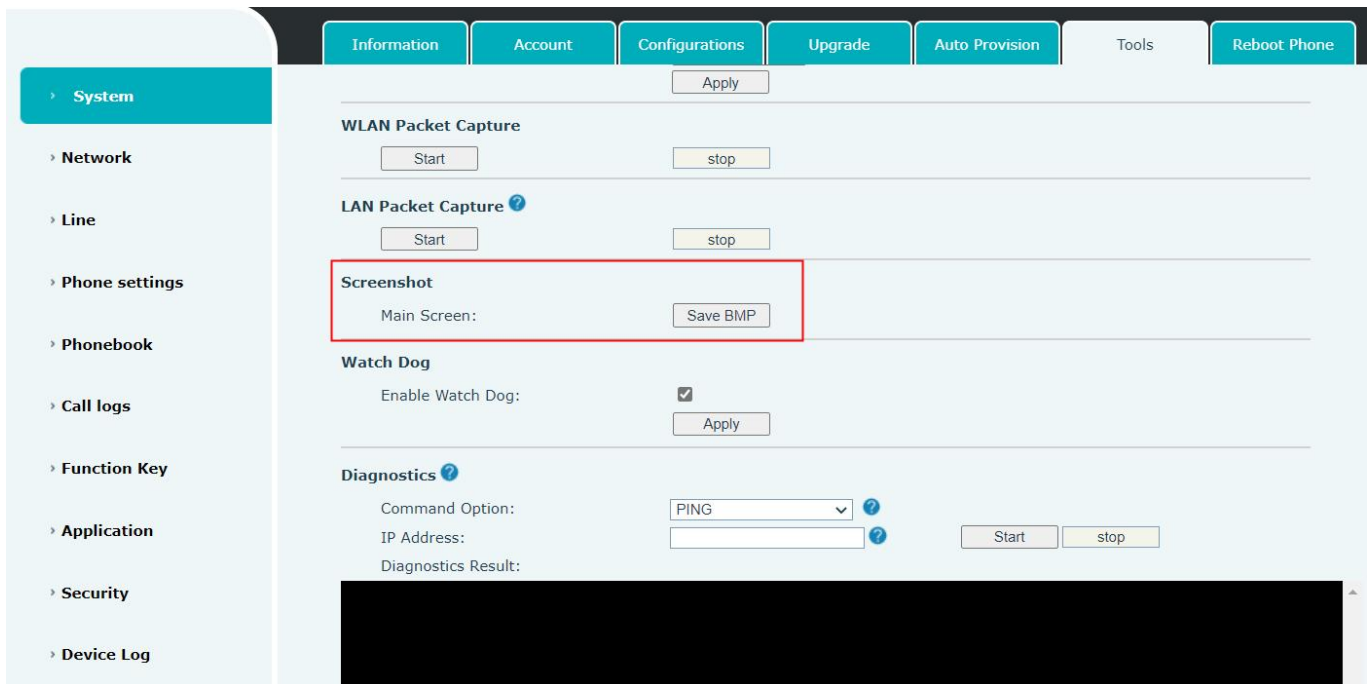 Information Account Configurations Upgrade Auto Provision Tools Reboot Phone
› System
› Network
› Line
› Phone settings
› Phonebook
› Call logs
› Function Key
› Application
› Security
› Device Log
Apply
WLAN Packet Capture
Start stop
LAN Packet Capture ?
Start stop
Screenshot
Main Screen: Save BMP
Watch Dog
Enable Watch Dog:
Apply
Diagnostics ?
Command Option: PING ?
IP Address: ? Start stop
Diagnostics Result: